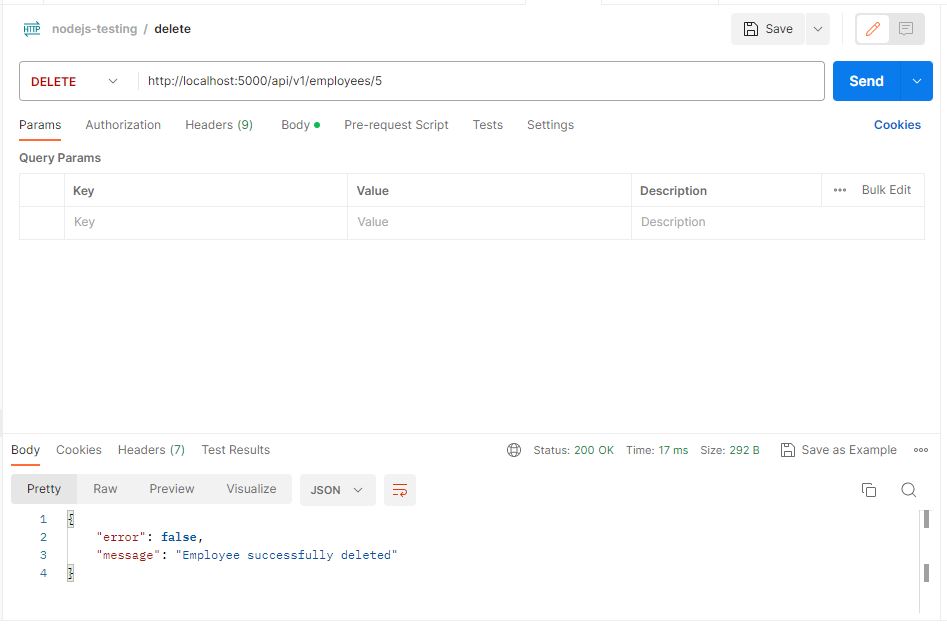 HTTP nodejs-testing / delete Save
DELETE http://localhost:5000/api/v1/employees/5 Send
Params Authorization Headers (9) Body Pre-request Script Tests Settings Cookies
Query Params
Key Value Description ••• Bulk Edit
Key Value Description
Body Cookies Headers (7) Test Results Status: 200 OK Time: 17 ms Size: 292 B Save as Example
Pretty Raw Preview Visualize JSON
1 {
2 "error": false,
3 "message": "Employee successfully deleted"
4 }